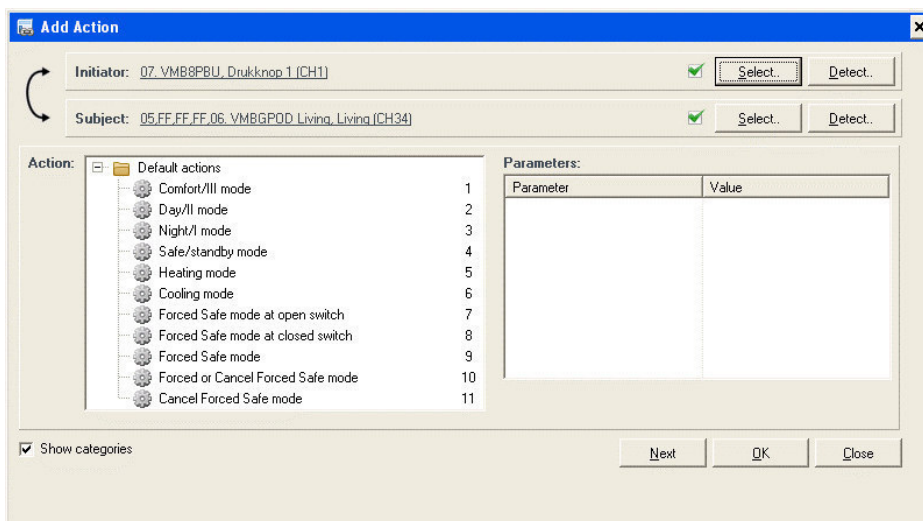 Add Action
Initiator: 07. VMB8PBU, Drukknop 1 (CH1) Select.. Detect..
Subject: 05,FF,FF,FF,06. VMBGPOD Living, Living (CH34) Select.. Detect..
Action: Default actions
Comfort/III mode 1
Day/II mode 2
Night/I mode 3
Safe/standby mode 4
Heating mode 5
Cooling mode 6
Forced Safe mode at open switch 7
Forced Safe mode at closed switch 8
Forced Safe mode 9
Forced or Cancel Forced Safe mode 10
Cancel Forced Safe mode 11
Parameters:
Parameter Value
Show categories Next OK Close